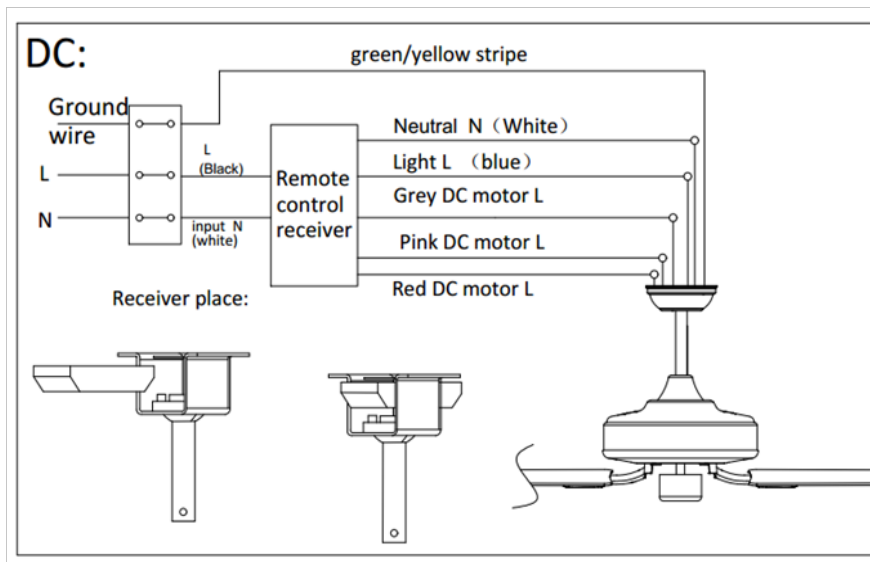 DC:
green/yellow stripe
Ground
wire
L
N
L
(Black)
input N
(white)
Remote
control
receiver
Neutral N（White）
Light L （blue）
Grey DC motor L
Pink DC motor L
Red DC motor L
Receiver place: